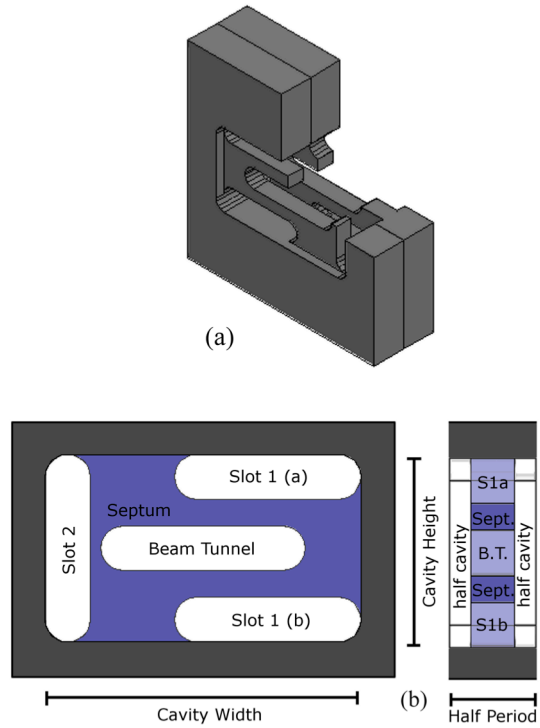 (a)
Slot 1 (a)
Septum
Slot 2
Beam Tunnel
Slot 1 (b)
Cavity Width
Cavity Height
(b)
S1a
Sept.
B.T.
Sept.
S1b
half cavity
half cavity
Half Period